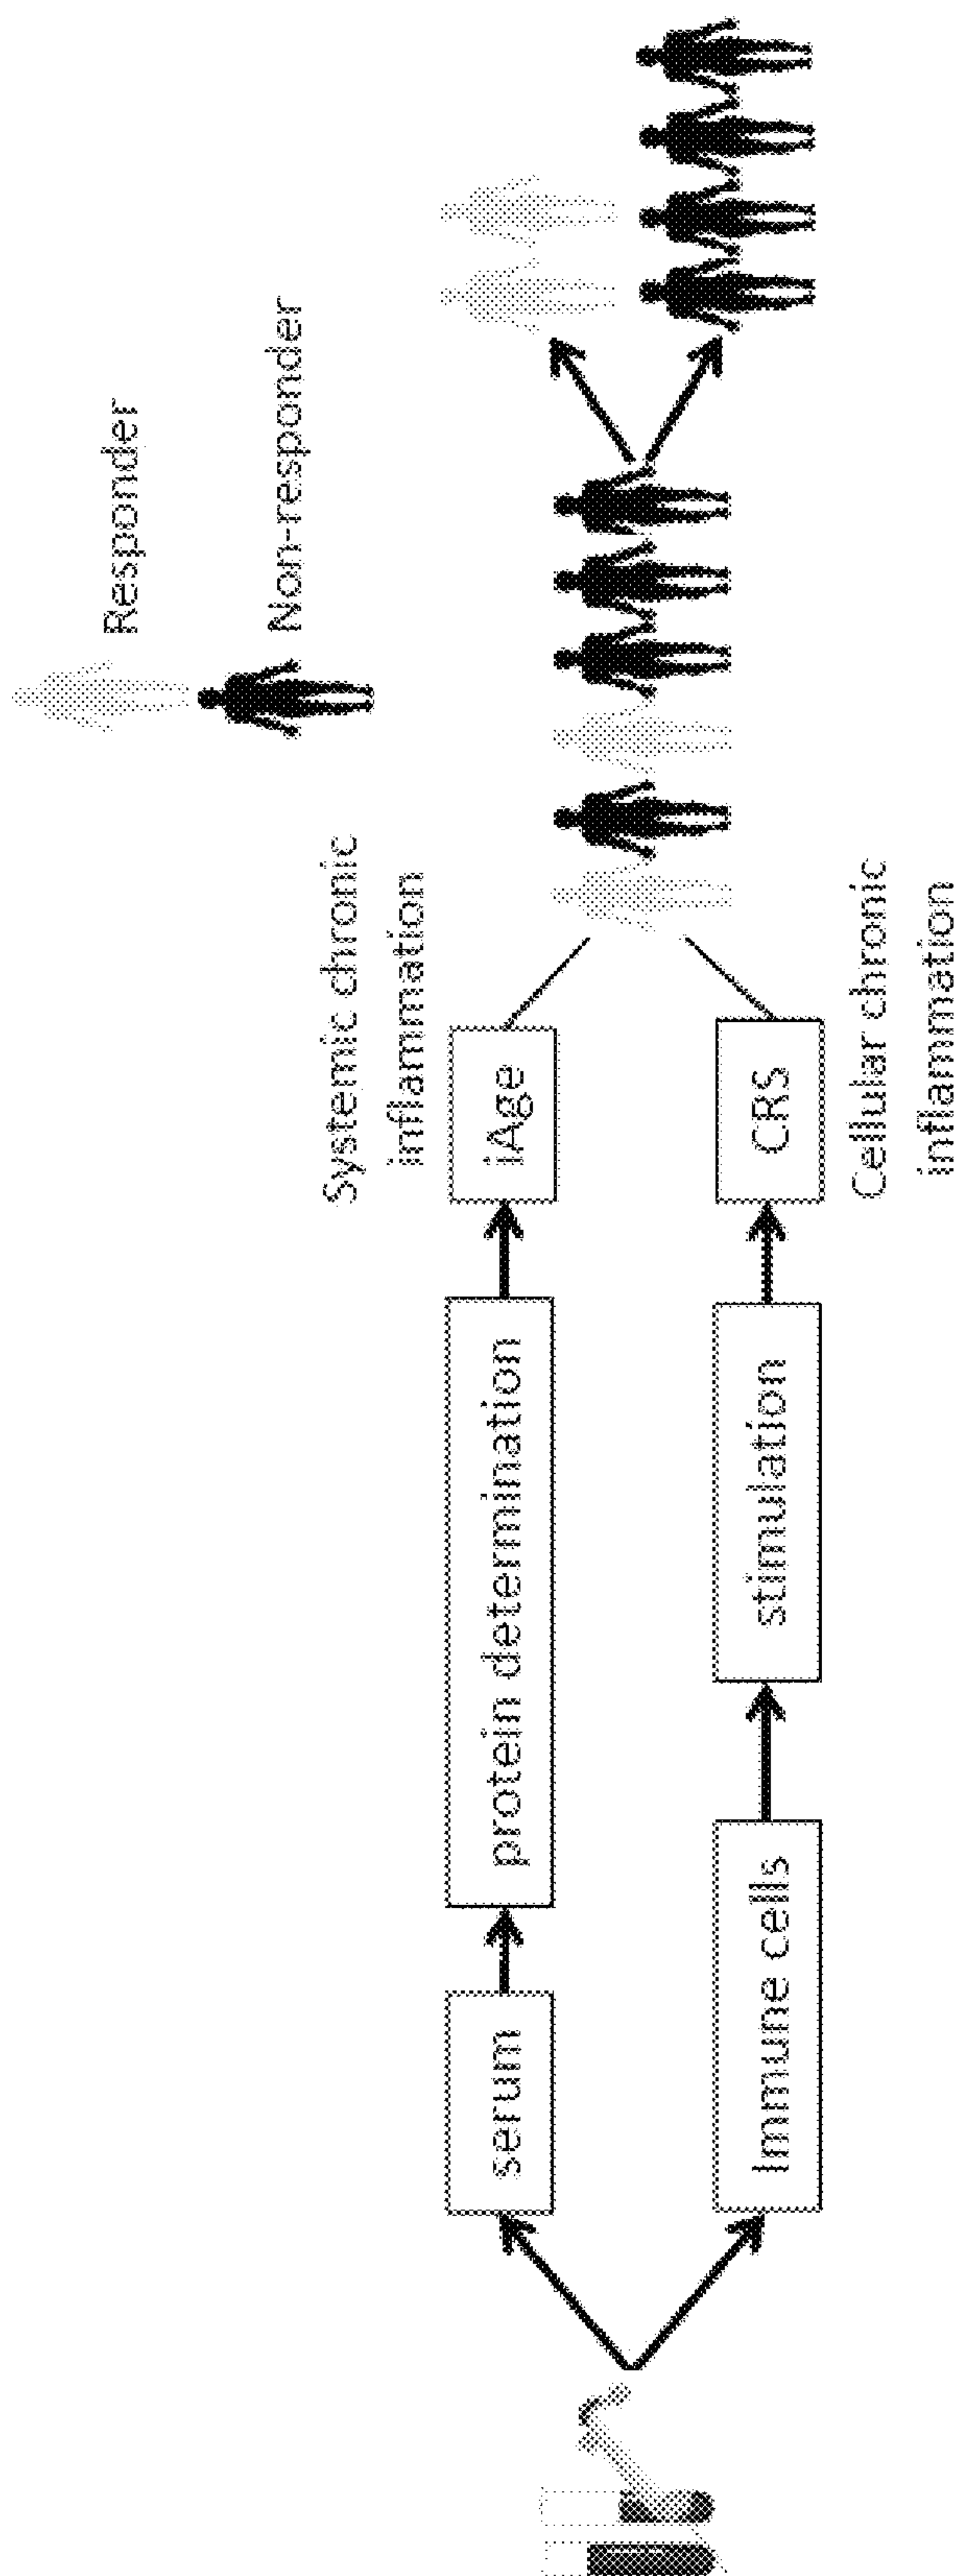 Responder
Non-responder
Systemic chronic
inflammation
serum
protein determination
iAge
Immune cells
stimulation
CRS
Cellular chronic
inflammation